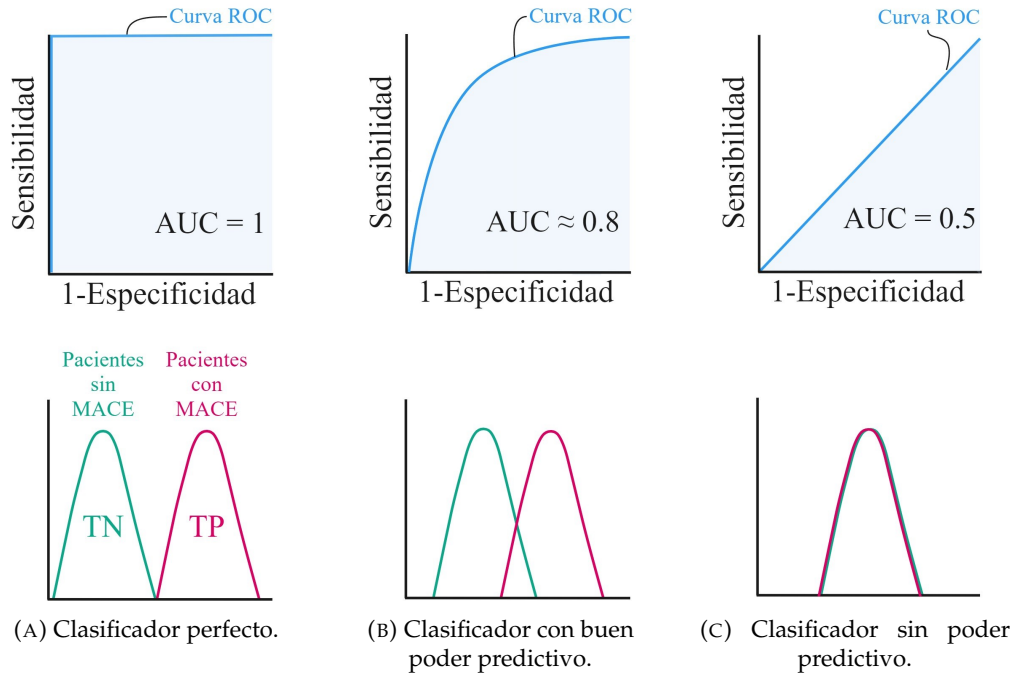 Curva ROC
Sensibilidad
AUC = 1
1-Especificidad
Curva ROC
Sensibilidad
AUC ≈ 0.8
1-Especificidad
Curva ROC
Sensibilidad
AUC = 0.5
1-Especificidad
Pacientes
sin
MACE
Pacientes
con
MACE
TN
TP
(A) Clasificador perfecto.
(B) Clasificador con buen
poder predictivo.
(C) Clasificador sin poder
predictivo.